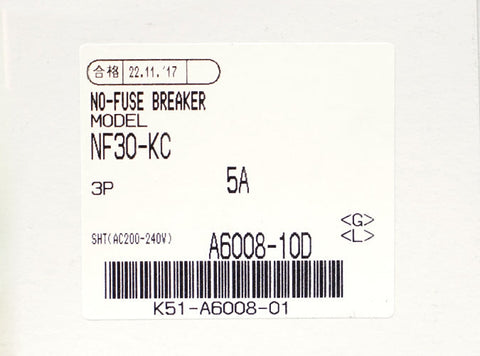 合格 22.11.'17
NO-FUSE BREAKER
MODEL
NF30-KC
3P 5A
<G>
<L>
SHT(AC200-240V) A6008-10D
K51-A6008-01